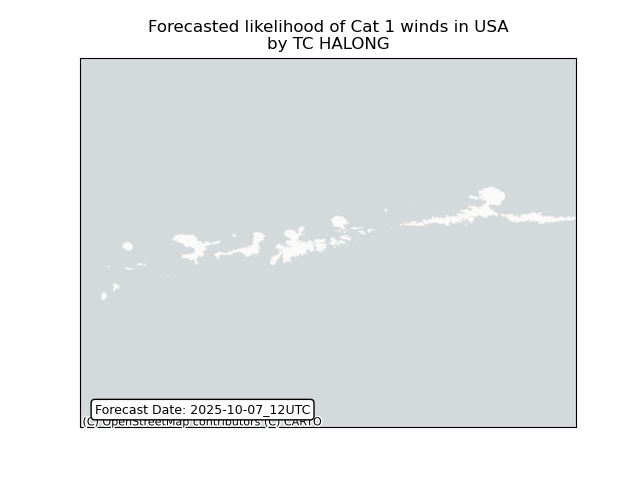 Forecasted likelihood of Cat 1 winds in USA
by TC HALONG
Forecast Date: 2025-10-07_12UTC
(C) OpenStreetMap contributors (C) CARTO